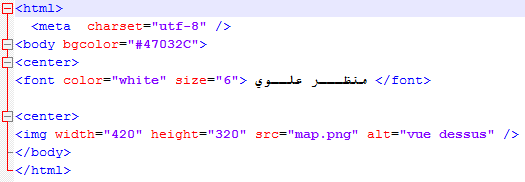 <html>
<meta charset="utf-8" />
<body bgcolor="#47032C">
<center>
<font color="white" size="6"> منظـــر علـــوي </font>
<center>
<img width="420" height="320" src="map.png" alt="vue dessus" />
</body>
</html>